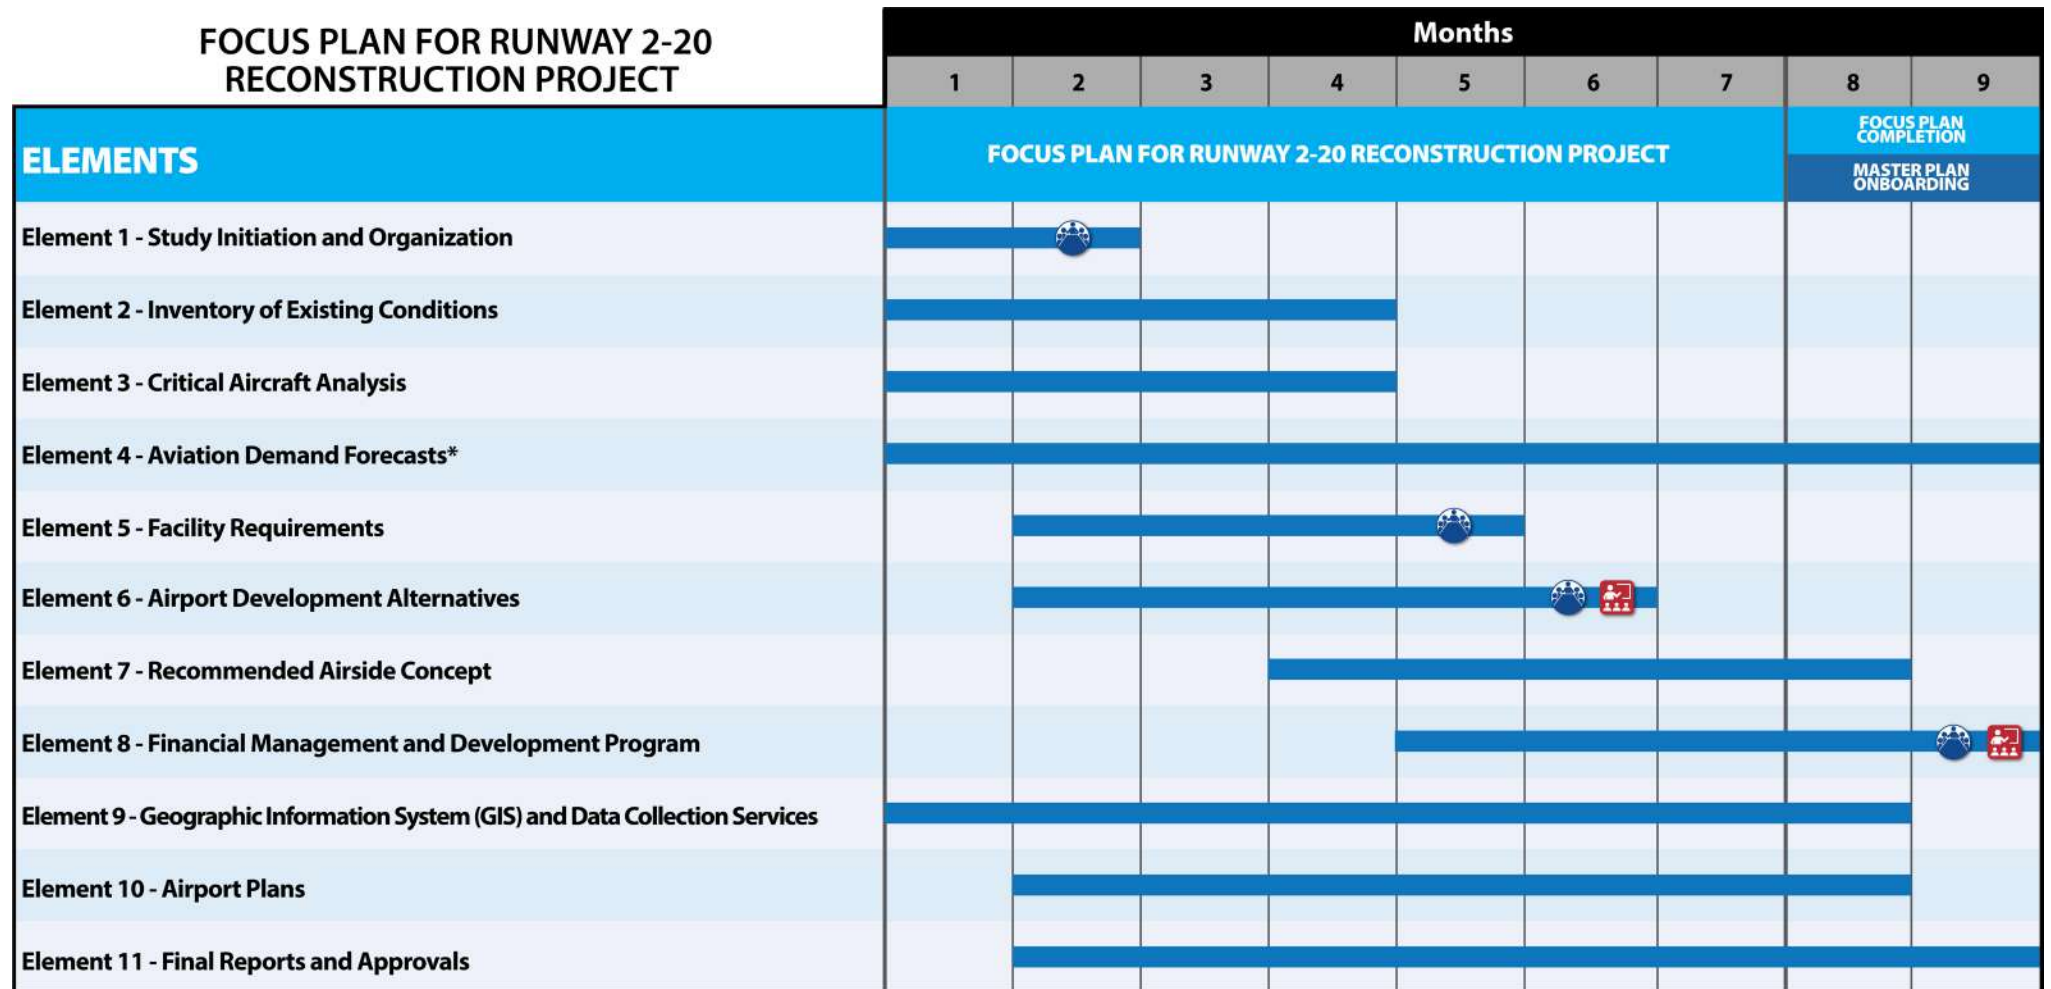 FOCUS PLAN FOR RUNWAY 2-20
RECONSTRUCTION PROJECT
Months
1 2 3 4 5 6 7 8 9
ELEMENTS
FOCUS PLAN FOR RUNWAY 2-20 RECONSTRUCTION PROJECT
FOCUS PLAN
COMPLETION
MASTER PLAN
ONBOARDING
Element 1 - Study Initiation and Organization
Element 2 - Inventory of Existing Conditions
Element 3 - Critical Aircraft Analysis
Element 4 - Aviation Demand Forecasts*
Element 5 - Facility Requirements
Element 6 - Airport Development Alternatives
Element 7 - Recommended Airside Concept
Element 8 - Financial Management and Development Program
Element 9 - Geographic Information System (GIS) and Data Collection Services
Element 10 - Airport Plans
Element 11 - Final Reports and Approvals